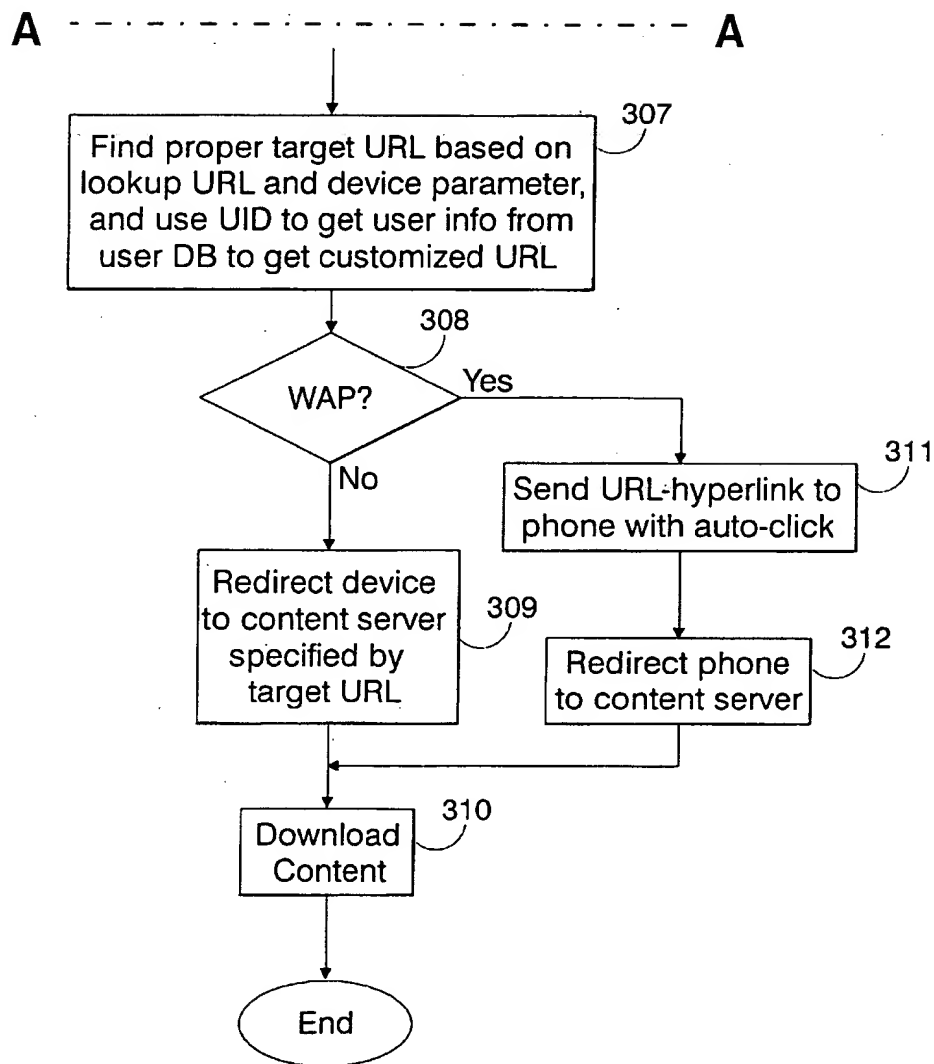 A A
307
Find proper target URL based on
lookup URL and device parameter,
and use UID to get user info from
user DB to get customized URL
308
WAP?
Yes
No
311
Send URL-hyperlink to
phone with auto-click
Redirect device
to content server
specified by
target URL
309
312
Redirect phone
to content server
310
Download
Content
End